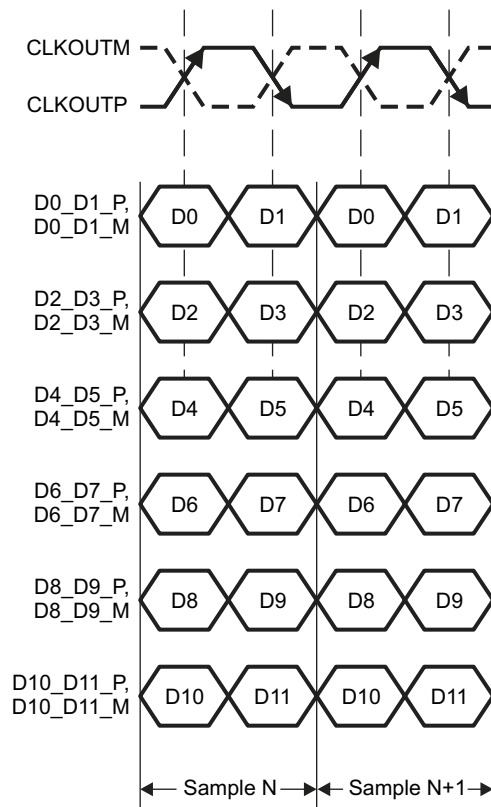 CLKOUTM
CLKOUTP
D0_D1_P,
D0_D1_M
D0 D1 D0 D1
D2_D3_P,
D2_D3_M
D2 D3 D2 D3
D4_D5_P,
D4_D5_M
D4 D5 D4 D5
D6_D7_P,
D6_D7_M
D6 D7 D6 D7
D8_D9_P,
D8_D9_M
D8 D9 D8 D9
D10_D11_P,
D10_D11_M
D10 D11 D10 D11
Sample N Sample N+1